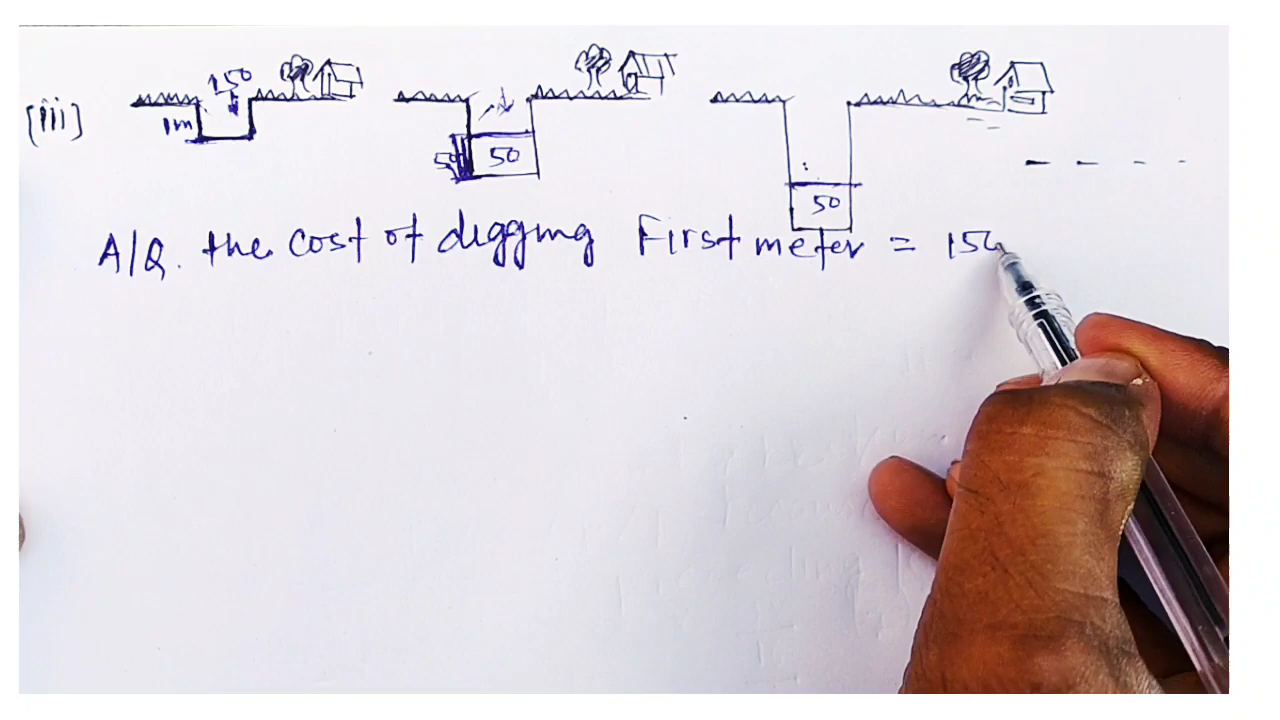 [iii]
150
1m
50
50
50
A/Q. the cost of digging First meter = 150